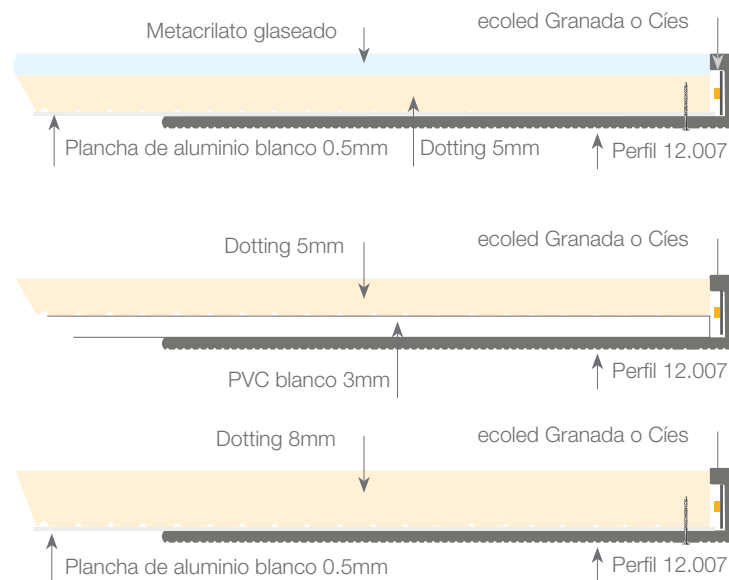 Metacrilato glaseado
ecoled Granada o Cíes
Plancha de aluminio blanco 0.5mm
Dotting 5mm
Perfil 12.007
Dotting 5mm
ecoled Granada o Cíes
PVC blanco 3mm
Perfil 12.007
Dotting 8mm
ecoled Granada o Cíes
Plancha de aluminio blanco 0.5mm
Perfil 12.007